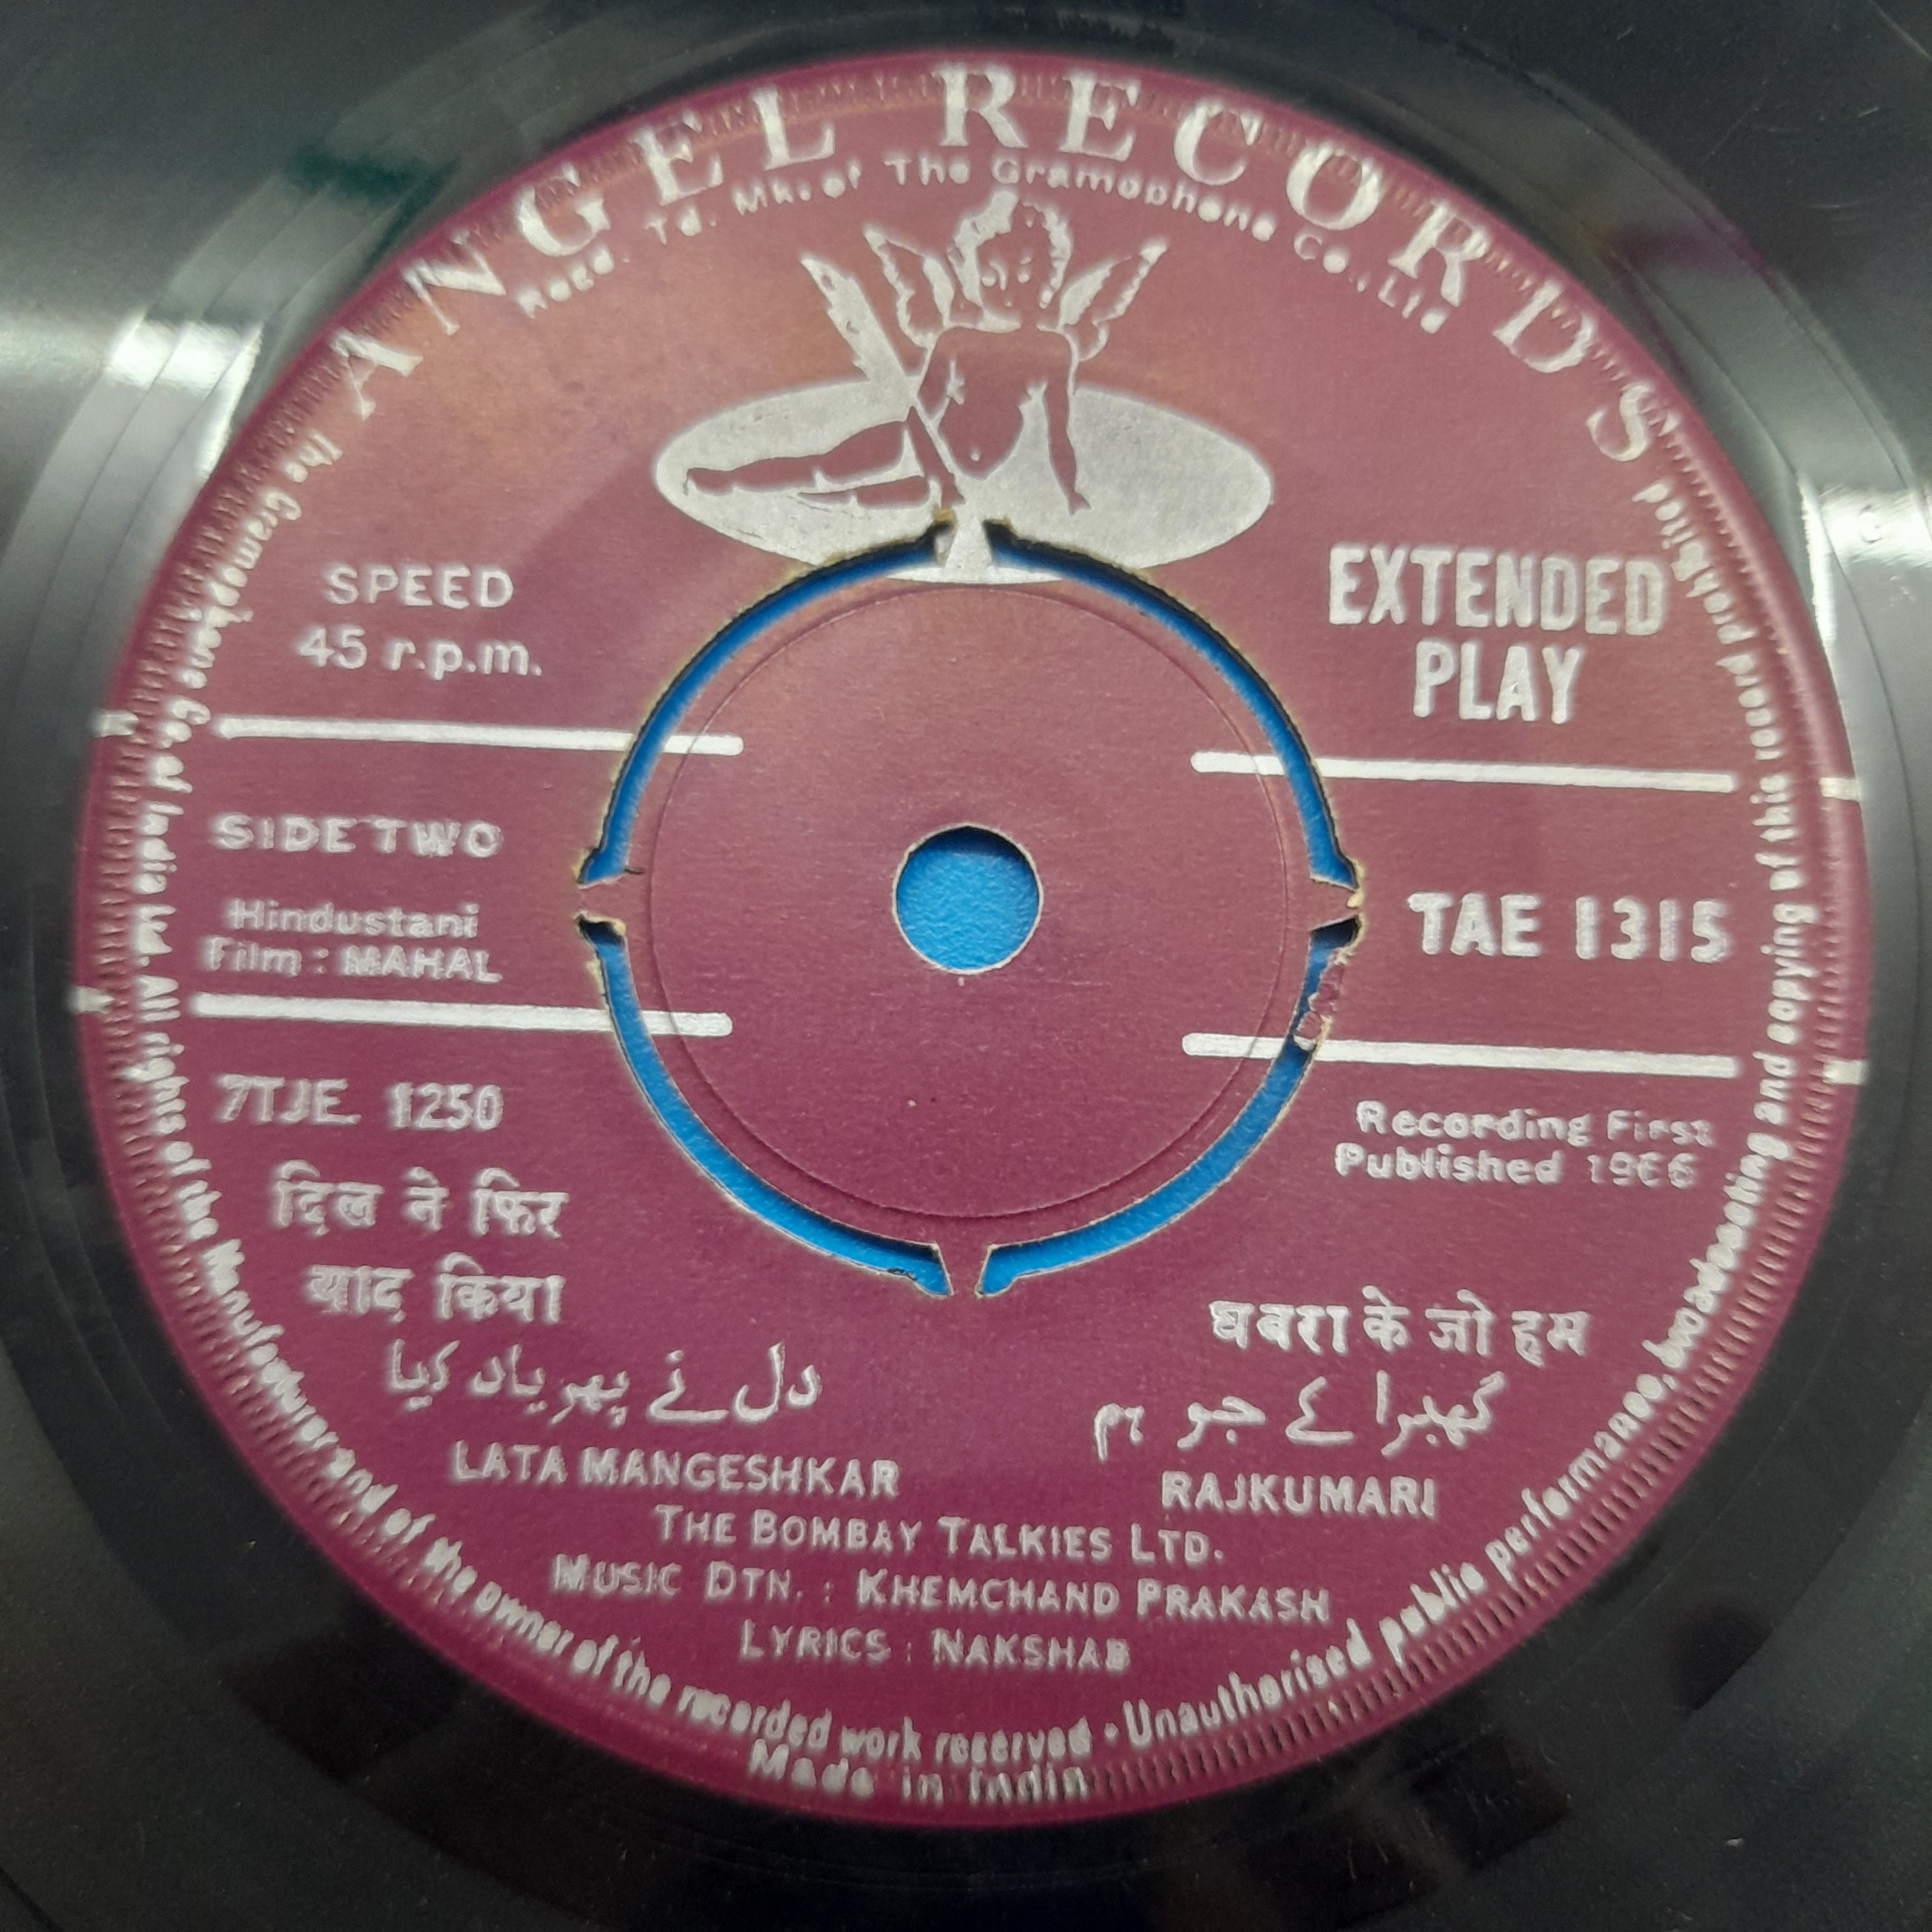 ANGEL RECORDS
Regd. Td. Mk. of The Gramophone Co., Ltd
SPEED
45 r.p.m.
EXTENDED
PLAY
SIDE TWO
Hindustani
Film : MAHAL
TAE 1315
7TJE 1250
Recording First
Published 1966
दिल ने फिर
याद किया
دل نے پھر یاد کیا
LATA MANGESHKAR
घबरा के जो हम
گھبرا کے جو ہم
RAJKUMARI
THE BOMBAY TALKIES LTD.
MUSIC DTN. : KHEMCHAND PRAKASH
LYRICS : NAKSHAB
The Gramophone Co. of India Ltd. All rights of the Manufacturer and of the owner of the recorded work reserved • Unauthorised public performance, broadcasting and copying of this record prohibited
Made in India